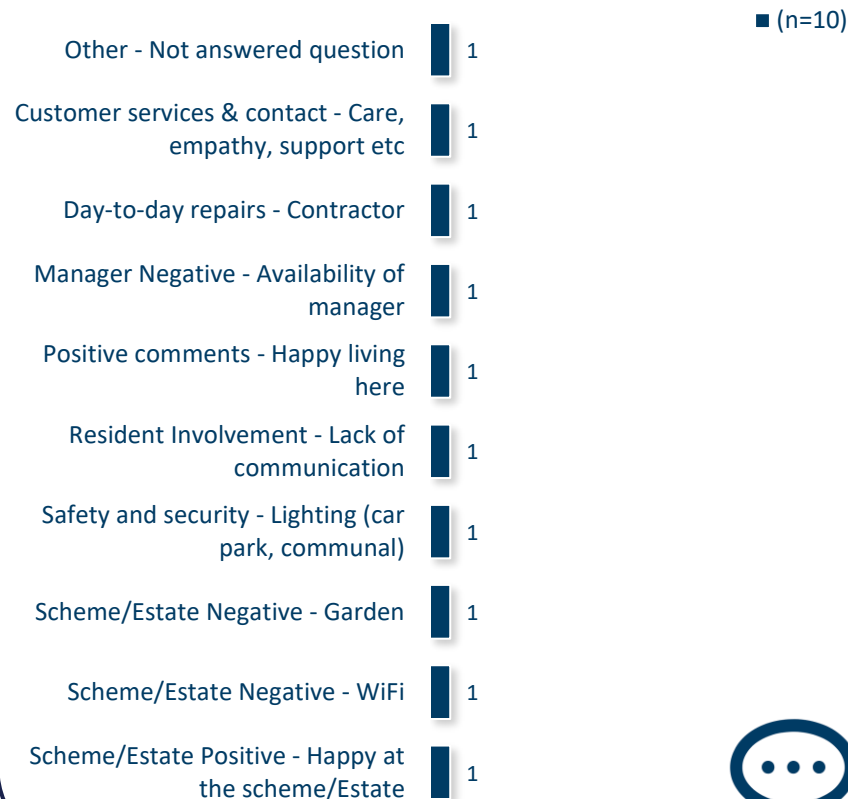 (n=10)
Other - Not answered question 1
Customer services & contact - Care,
empathy, support etc 1
Day-to-day repairs - Contractor 1
Manager Negative - Availability of
manager 1
Positive comments - Happy living
here 1
Resident Involvement - Lack of
communication 1
Safety and security - Lighting (car
park, communal) 1
Scheme/Estate Negative - Garden 1
Scheme/Estate Negative - WiFi 1
Scheme/Estate Positive - Happy at
the scheme/Estate 1